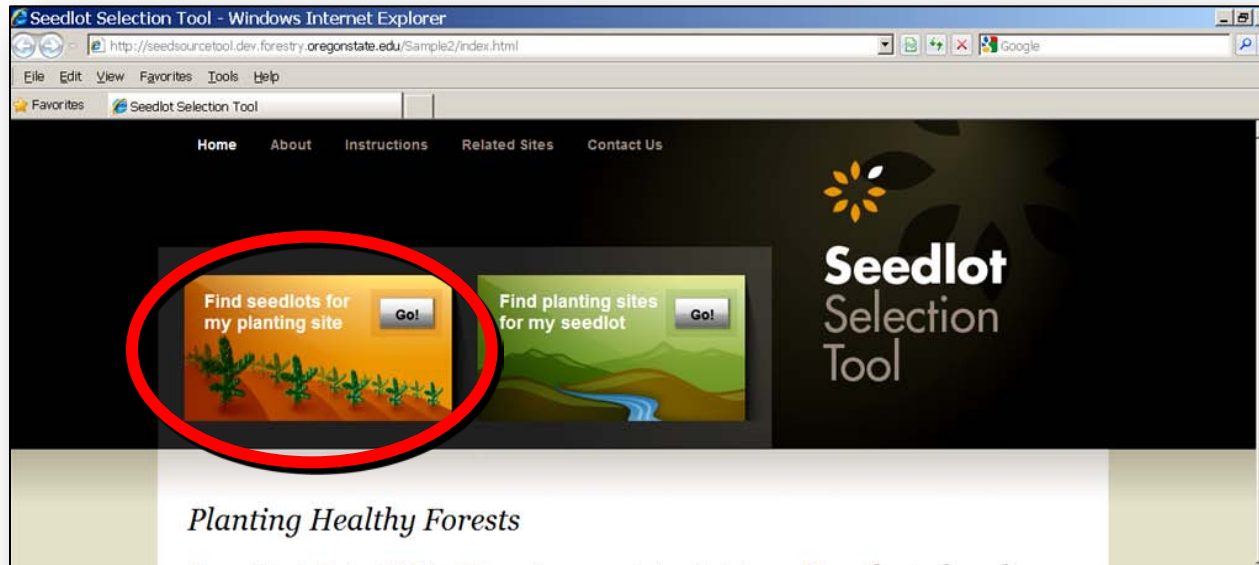 Seedlot Selection Tool - Windows Internet Explorer
http://seedsourcetool.dev.forestry.oregonstate.edu/Sample2/index.html
Google
File Edit View Favorites Tools Help
Favorites
Seedlot Selection Tool
Home About Instructions Related Sites Contact Us
Find seedlots for
my planting site
Go!
Find planting sites
for my seedlot
Go!
Seedlot
Selection
Tool
Planting Healthy Forests